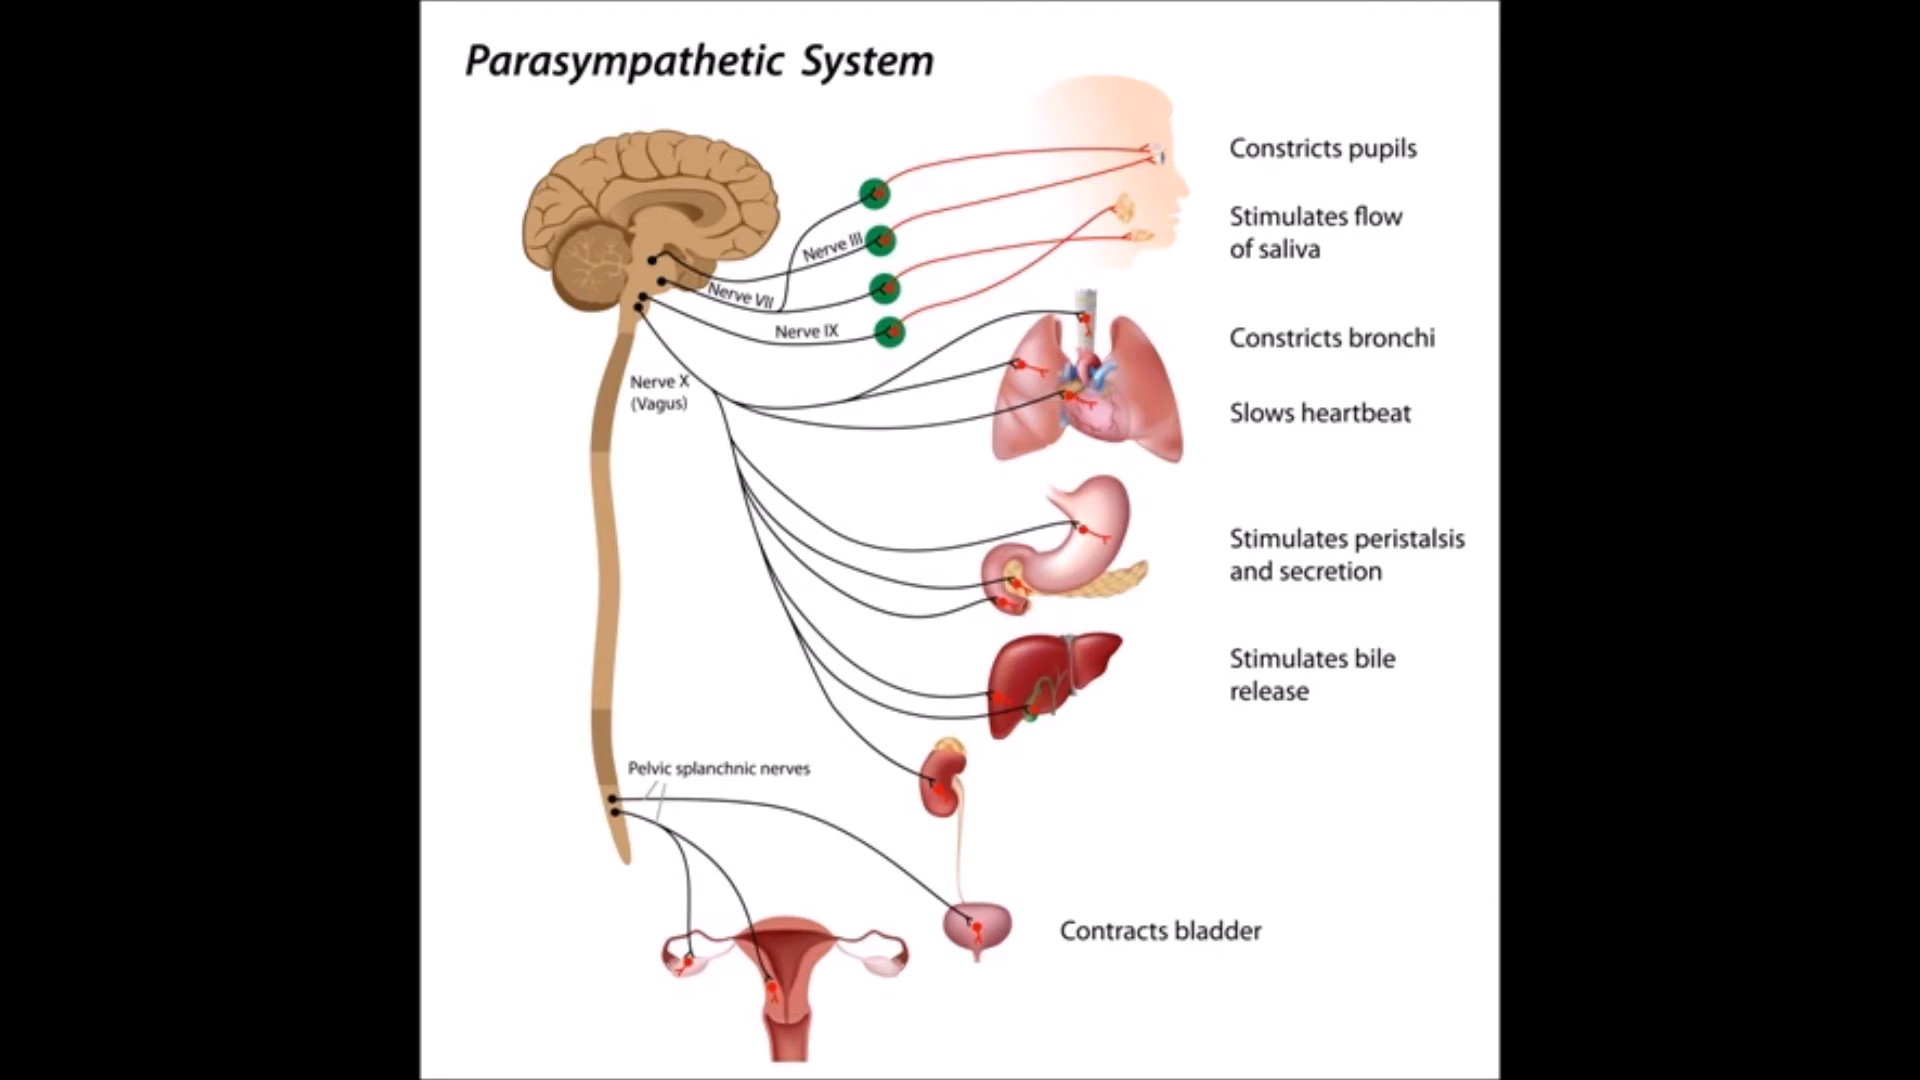 Parasympathetic System
Constricts pupils
Stimulates flow
of saliva
Nerve III
Nerve VII
Nerve IX
Constricts bronchi
Nerve X
(Vagus)
Slows heartbeat
Stimulates peristalsis
and secretion
Stimulates bile
release
Pelvic splanchnic nerves
Contracts bladder